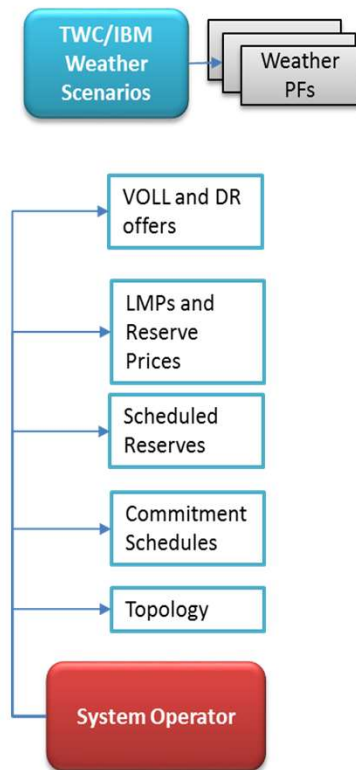 TWC/IBM
Weather
Scenarios
Weather
PFs
VOLL and DR
offers
LMPs and
Reserve
Prices
Scheduled
Reserves
Commitment
Schedules
Topology
System Operator